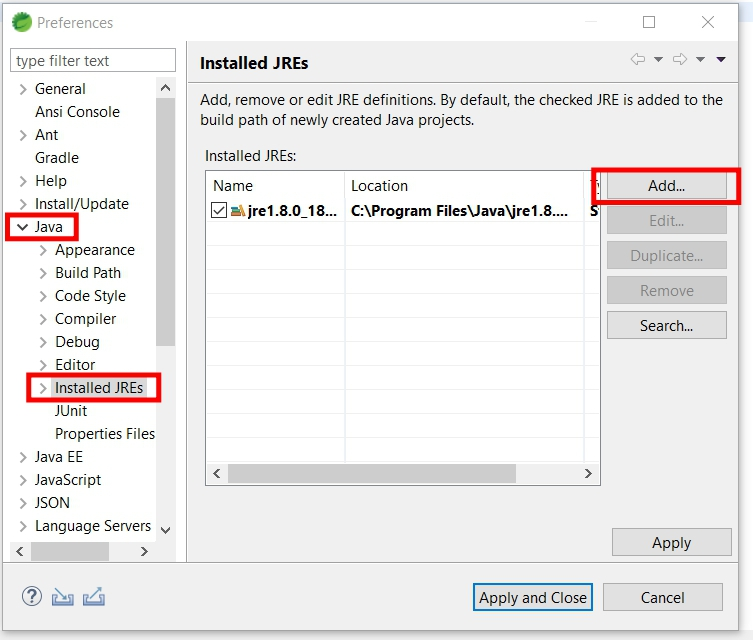 Preferences
type filter text
General
Ansi Console
Ant
Gradle
Help
Install/Update
Java
Appearance
Build Path
Code Style
Compiler
Debug
Editor
Installed JREs
JUnit
Properties Files
Java EE
JavaScript
JSON
Language Servers
Installed JREs
Add, remove or edit JRE definitions. By default, the checked JRE is added to the
build path of newly created Java projects.
Installed JREs:
Name Location
jre1.8.0_18... C:\Program Files\Java\jre1.8.... S
Add...
Edit...
Duplicate...
Remove
Search...
Apply
? Apply and Close Cancel